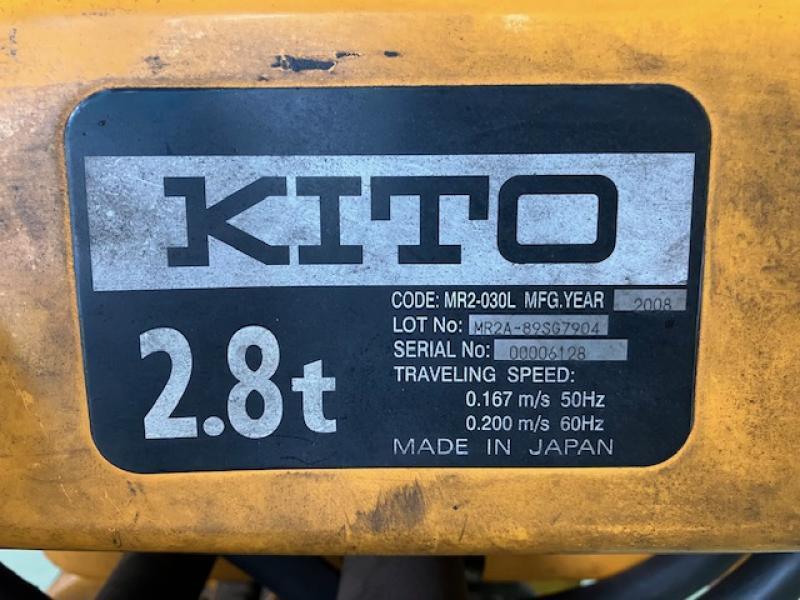 KITO
2.8t
CODE: MR2-030L MFG.YEAR 2008
LOT No: MR2A-89SG7904
SERIAL No: 00006128
TRAVELING SPEED:
0.167 m/s 50Hz
0.200 m/s 60Hz
MADE IN JAPAN